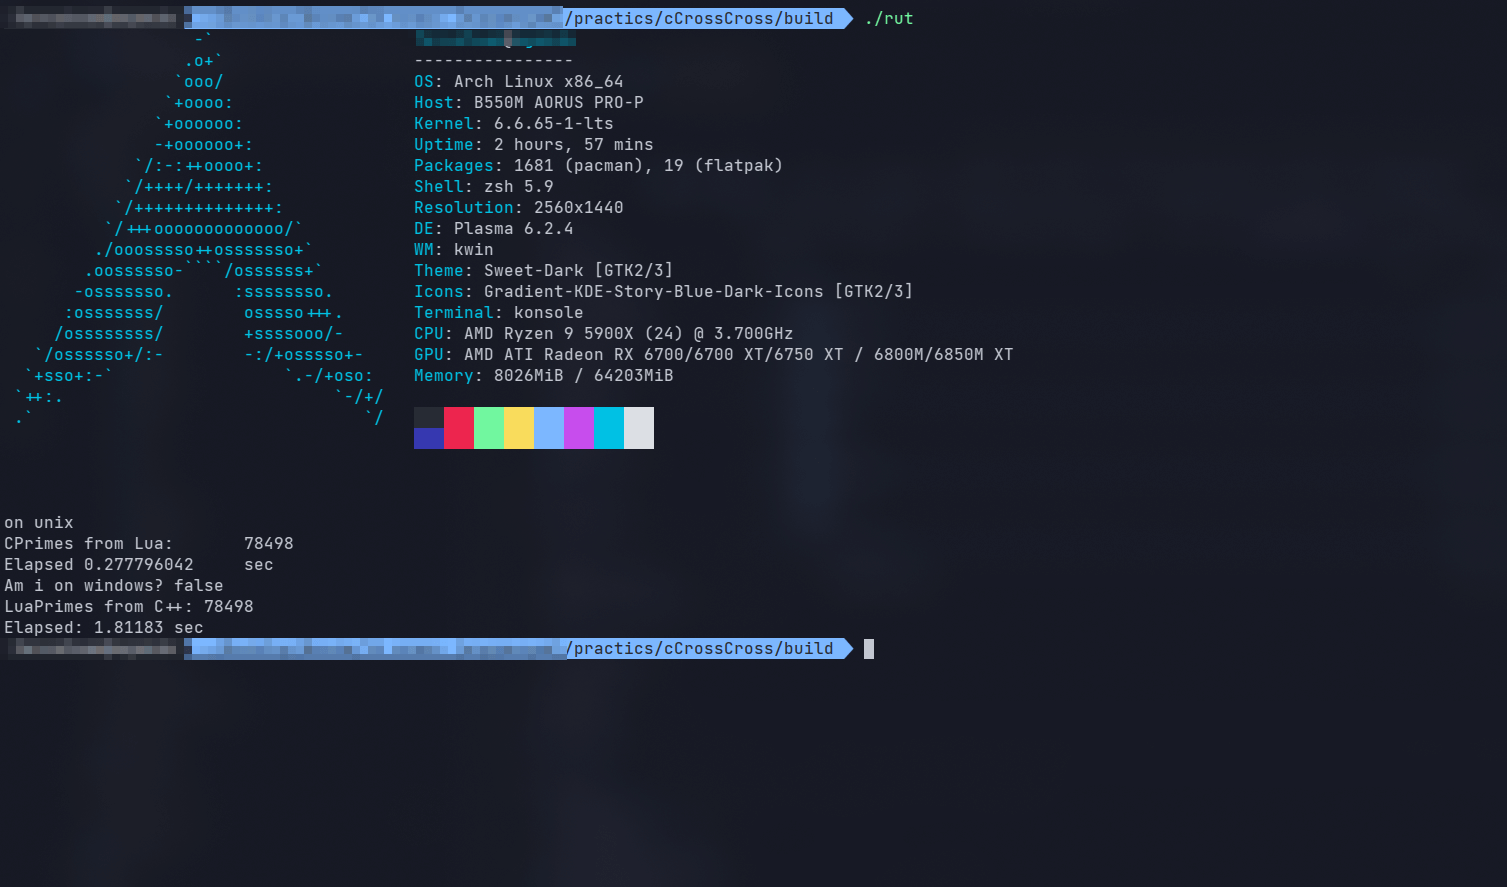 /practics/cCrossCross/build ./rut
-`
.o+`
----------------
`ooo/ OS: Arch Linux x86_64
`+oooo: Host: B550M AORUS PRO-P
`+oooooo: Kernel: 6.6.65-1-lts
-+oooooo+: Uptime: 2 hours, 57 mins
`/:-:++oooo+: Packages: 1681 (pacman), 19 (flatpak)
`/++++/+++++++: Shell: zsh 5.9
`/++++++++++++++: Resolution: 2560x1440
`/+++ooooooooooooo/` DE: Plasma 6.2.4
./ooosssso++osssssso+` WM: kwin
.oossssso-````/ossssss+` Theme: Sweet-Dark [GTK2/3]
-osssssso. :ssssssso. Icons: Gradient-KDE-Story-Blue-Dark-Icons [GTK2/3]
:osssssss/ osssso+++. Terminal: konsole
/ossssssss/ +ssssooo/- CPU: AMD Ryzen 9 5900X (24) @ 3.700GHz
`/ossssso+/:- -:/+osssso+- GPU: AMD ATI Radeon RX 6700/6700 XT/6750 XT / 6800M/6850M XT
`+sso+:-` `.-/+oso: Memory: 8026MiB / 64203MiB
`++:. `-/+/
.` `/
on unix
CPrimes from Lua: 78498
Elapsed 0.277796042 sec
Am i on windows? false
LuaPrimes from C++: 78498
Elapsed: 1.81183 sec
/practics/cCrossCross/build